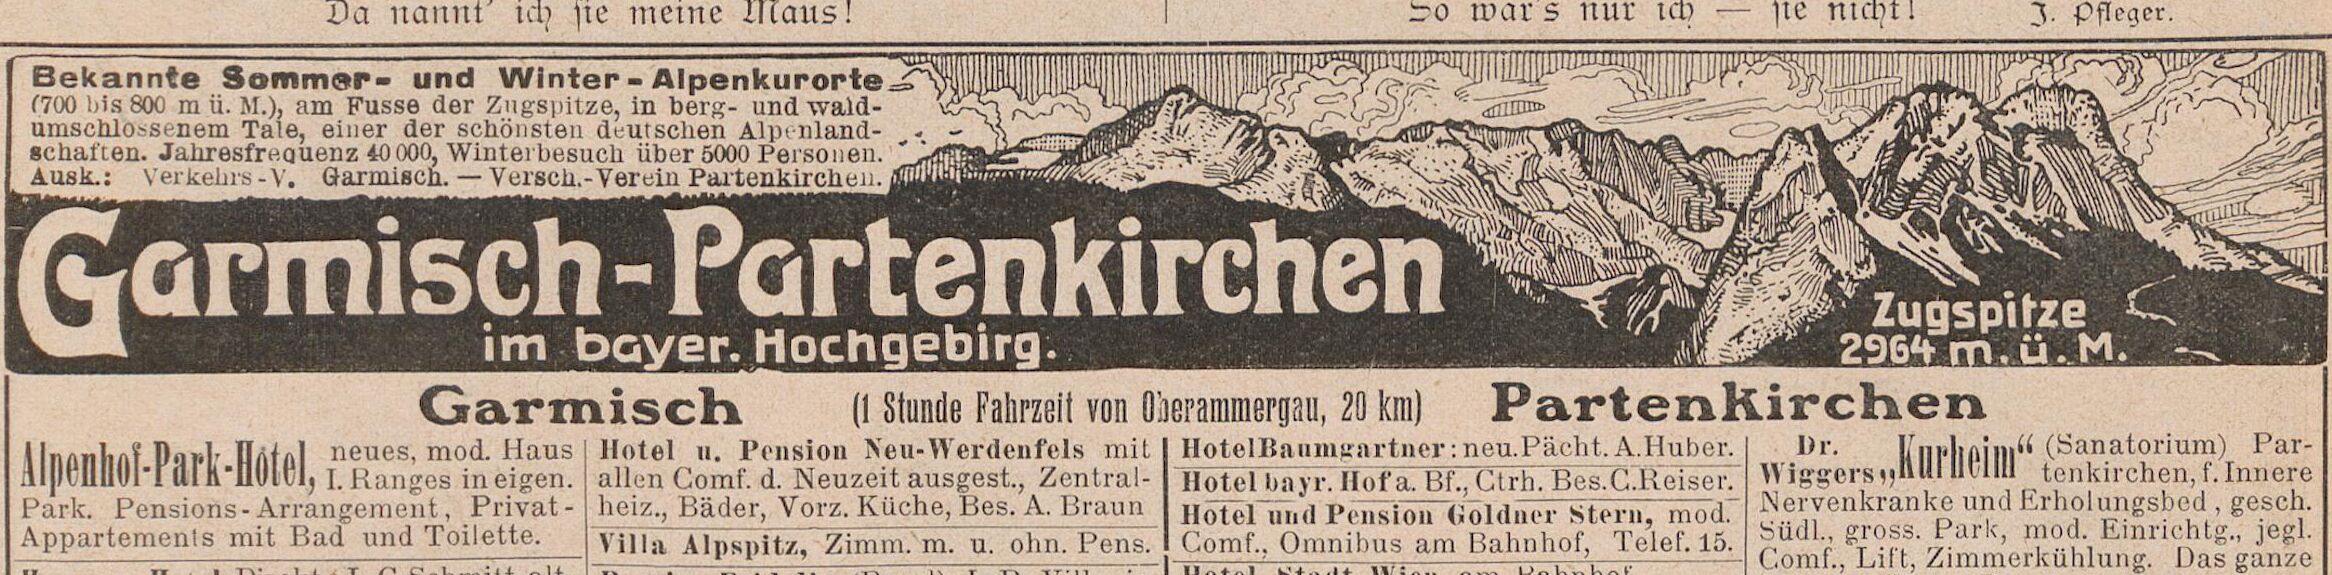 Da nannt' ich sie meine Maus!
So war's nur ich — sie nicht!
J. Pfleger.
Bekannte Sommer- und Winter-Alpenkurorte
(700 bis 800 m ü. M.), am Fusse der Zugspitze, in berg- und wald-
umschlossenem Tale, einer der schönsten deutschen Alpenland-
schaften. Jahresfrequenz 40 000, Winterbesuch über 5000 Personen.
Ausk.: Verkehrs-V. Garmisch. — Versch.-Verein Partenkirchen.
Garmisch-Partenkirchen
im bayer. Hochgebirg.
Zugspitze
2964 m. ü. M.
Garmisch (1 Stunde Fahrzeit von Oberammergau, 20 km) Partenkirchen
Alpenhof-Park-Hotel, neues, mod. Haus
I. Ranges in eigen.
Park. Pensions-Arrangement, Privat-
Appartements mit Bad und Toilette.
Hotel u. Pension Neu-Werdenfels mit
allen Comf. d. Neuzeit ausgest., Zentral-
heiz., Bäder, Vorz. Küche, Bes. A. Braun
Villa Alpspitz, Zimm. m. u. ohn. Pens.
Hotel Baumgartner: neu. Pächt. A. Huber.
Hotel bayr. Hof a. Bf., Ctrh. Bes. C. Reiser.
Hotel und Pension Goldner Stern, mod.
Comf., Omnibus am Bahnhof, Telef. 15.
Hotel Stadt Wien am Bahnhof
Dr. Wiggers „Kurheim“ (Sanatorium) Par-
tenkirchen, f. Innere
Nervenkranke und Erholungsbed, gesch.
Südl., gross. Park, mod. Einrichtg., jegl.
Comf., Lift, Zimmerkühlung. Das ganze